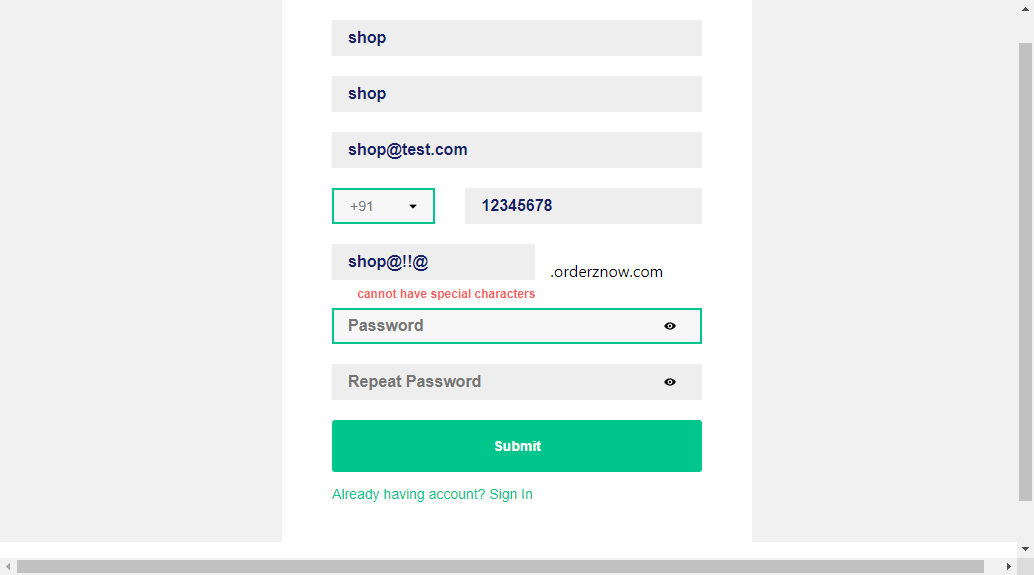 shop
shop
shop@test.com
+91 12345678
shop@!!@ .orderznow.com
cannot have special characters
Password
Repeat Password
Submit
Already having account? Sign In